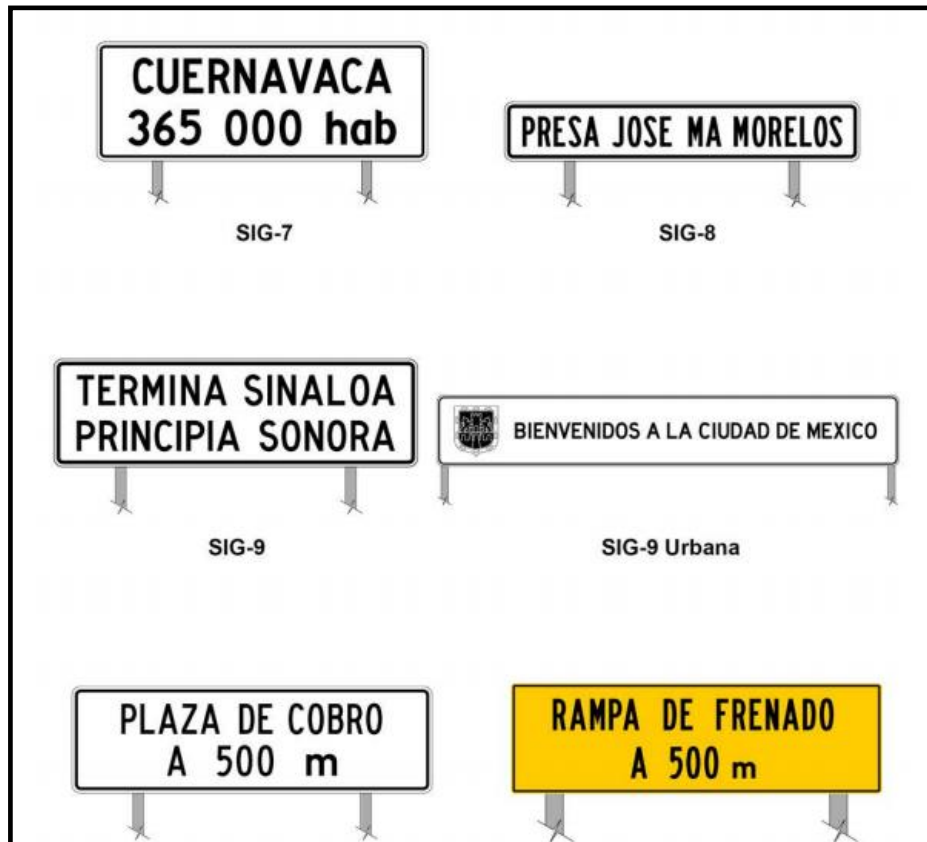 CUERNAVACA
365 000 hab
SIG-7
PRESA JOSE MA MORELOS
SIG-8
TERMINA SINALOA
PRINCIPIA SONORA
SIG-9
BIENVENIDOS A LA CIUDAD DE MEXICO
SIG-9 Urbana
PLAZA DE COBRO
A 500 m
RAMPA DE FRENADO
A 500 m